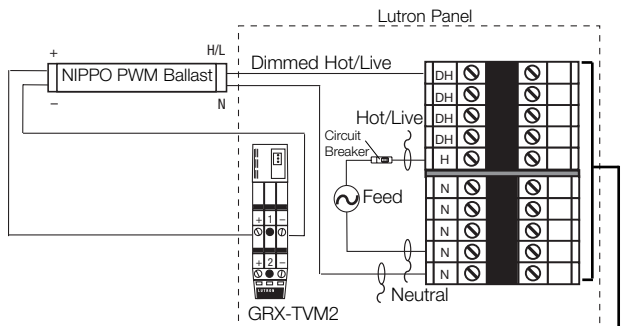 Lutron Panel
+ H/L
NIPPO PWM Ballast
− N
Dimmed Hot/Live
Hot/Live
Circuit
Breaker
Feed
Neutral
DH
DH
DH
DH
H
N
N
N
N
N
+ 1 −
+ 2 −
LUTRON
GRX-TVM2